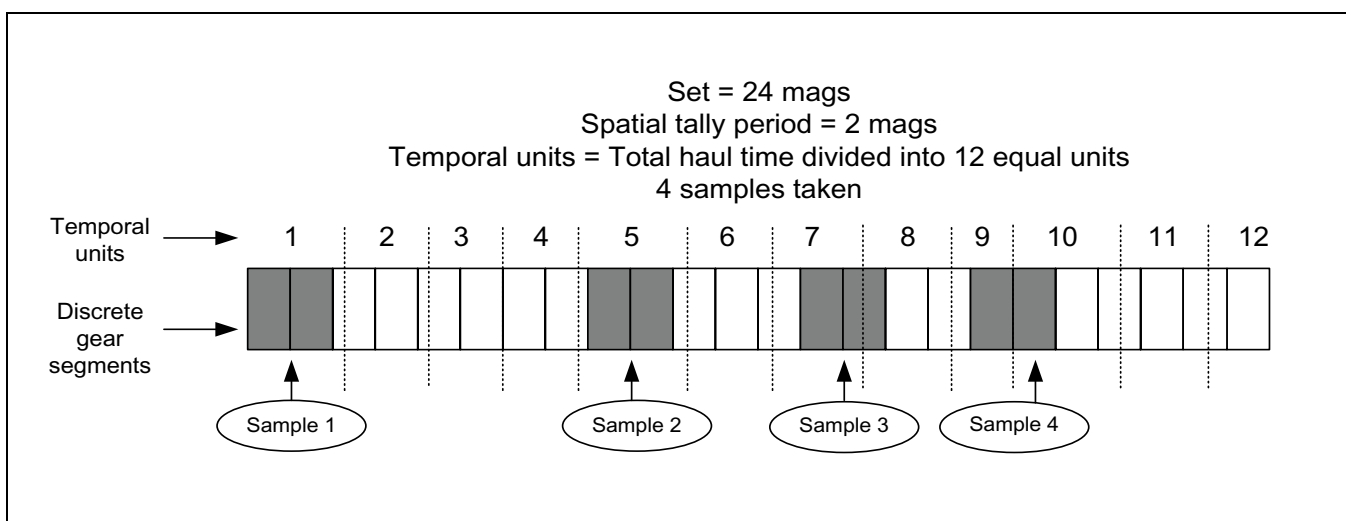 Set = 24 mags
Spatial tally period = 2 mags
Temporal units = Total haul time divided into 12 equal units
4 samples taken
Temporal
units
1 2 3 4 5 6 7 8 9 10 11 12
Discrete
gear
segments
Sample 1 Sample 2 Sample 3 Sample 4